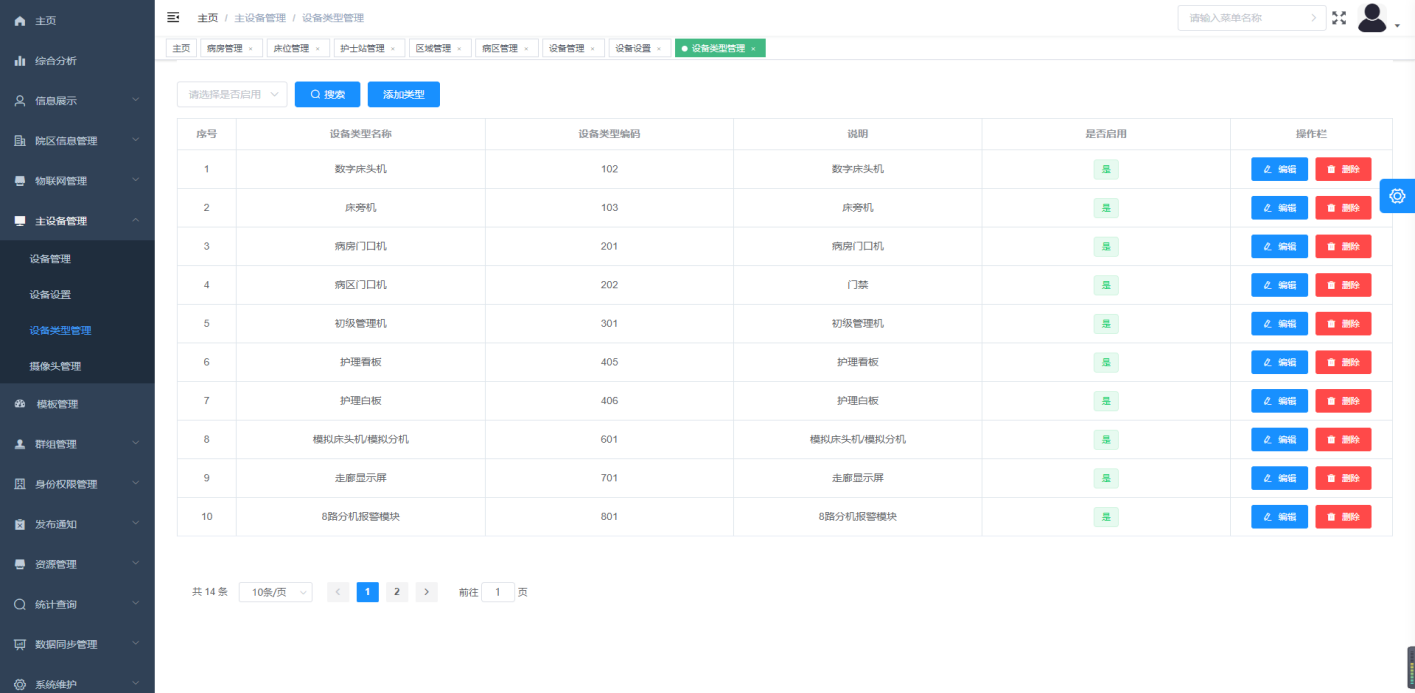 主页 / 主设备管理 / 设备类型管理
请输入菜单名称
主页 病房管理 × 床位管理 × 护士站管理 × 区域管理 × 病区管理 × 设备管理 × 设备设置 × 设备类型管理 ×
主页
综合分析
信息展示
院区信息管理
物联网管理
主设备管理
设备管理
设备设置
设备类型管理
摄像头管理
模板管理
群组管理
身份权限管理
发布通知
资源管理
统计查询
数据同步管理
系统维护
请选择是否启用 搜索 添加类型
序号 设备类型名称 设备类型编码 说明 是否启用 操作栏
1 数字床头机 102 数字床头机 是 编辑 删除
2 床旁机 103 床旁机 是 编辑 删除
3 病房门口机 201 病房门口机 是 编辑 删除
4 病区门口机 202 门禁 是 编辑 删除
5 初级管理机 301 初级管理机 是 编辑 删除
6 护理看板 405 护理看板 是 编辑 删除
7 护理白板 406 护理白板 是 编辑 删除
8 模拟床头机/模拟分机 601 模拟床头机/模拟分机 是 编辑 删除
9 走廊显示屏 701 走廊显示屏 是 编辑 删除
10 8路分机报警模块 801 8路分机报警模块 是 编辑 删除
共 14 条 10条/页 1 2 前往 1 页